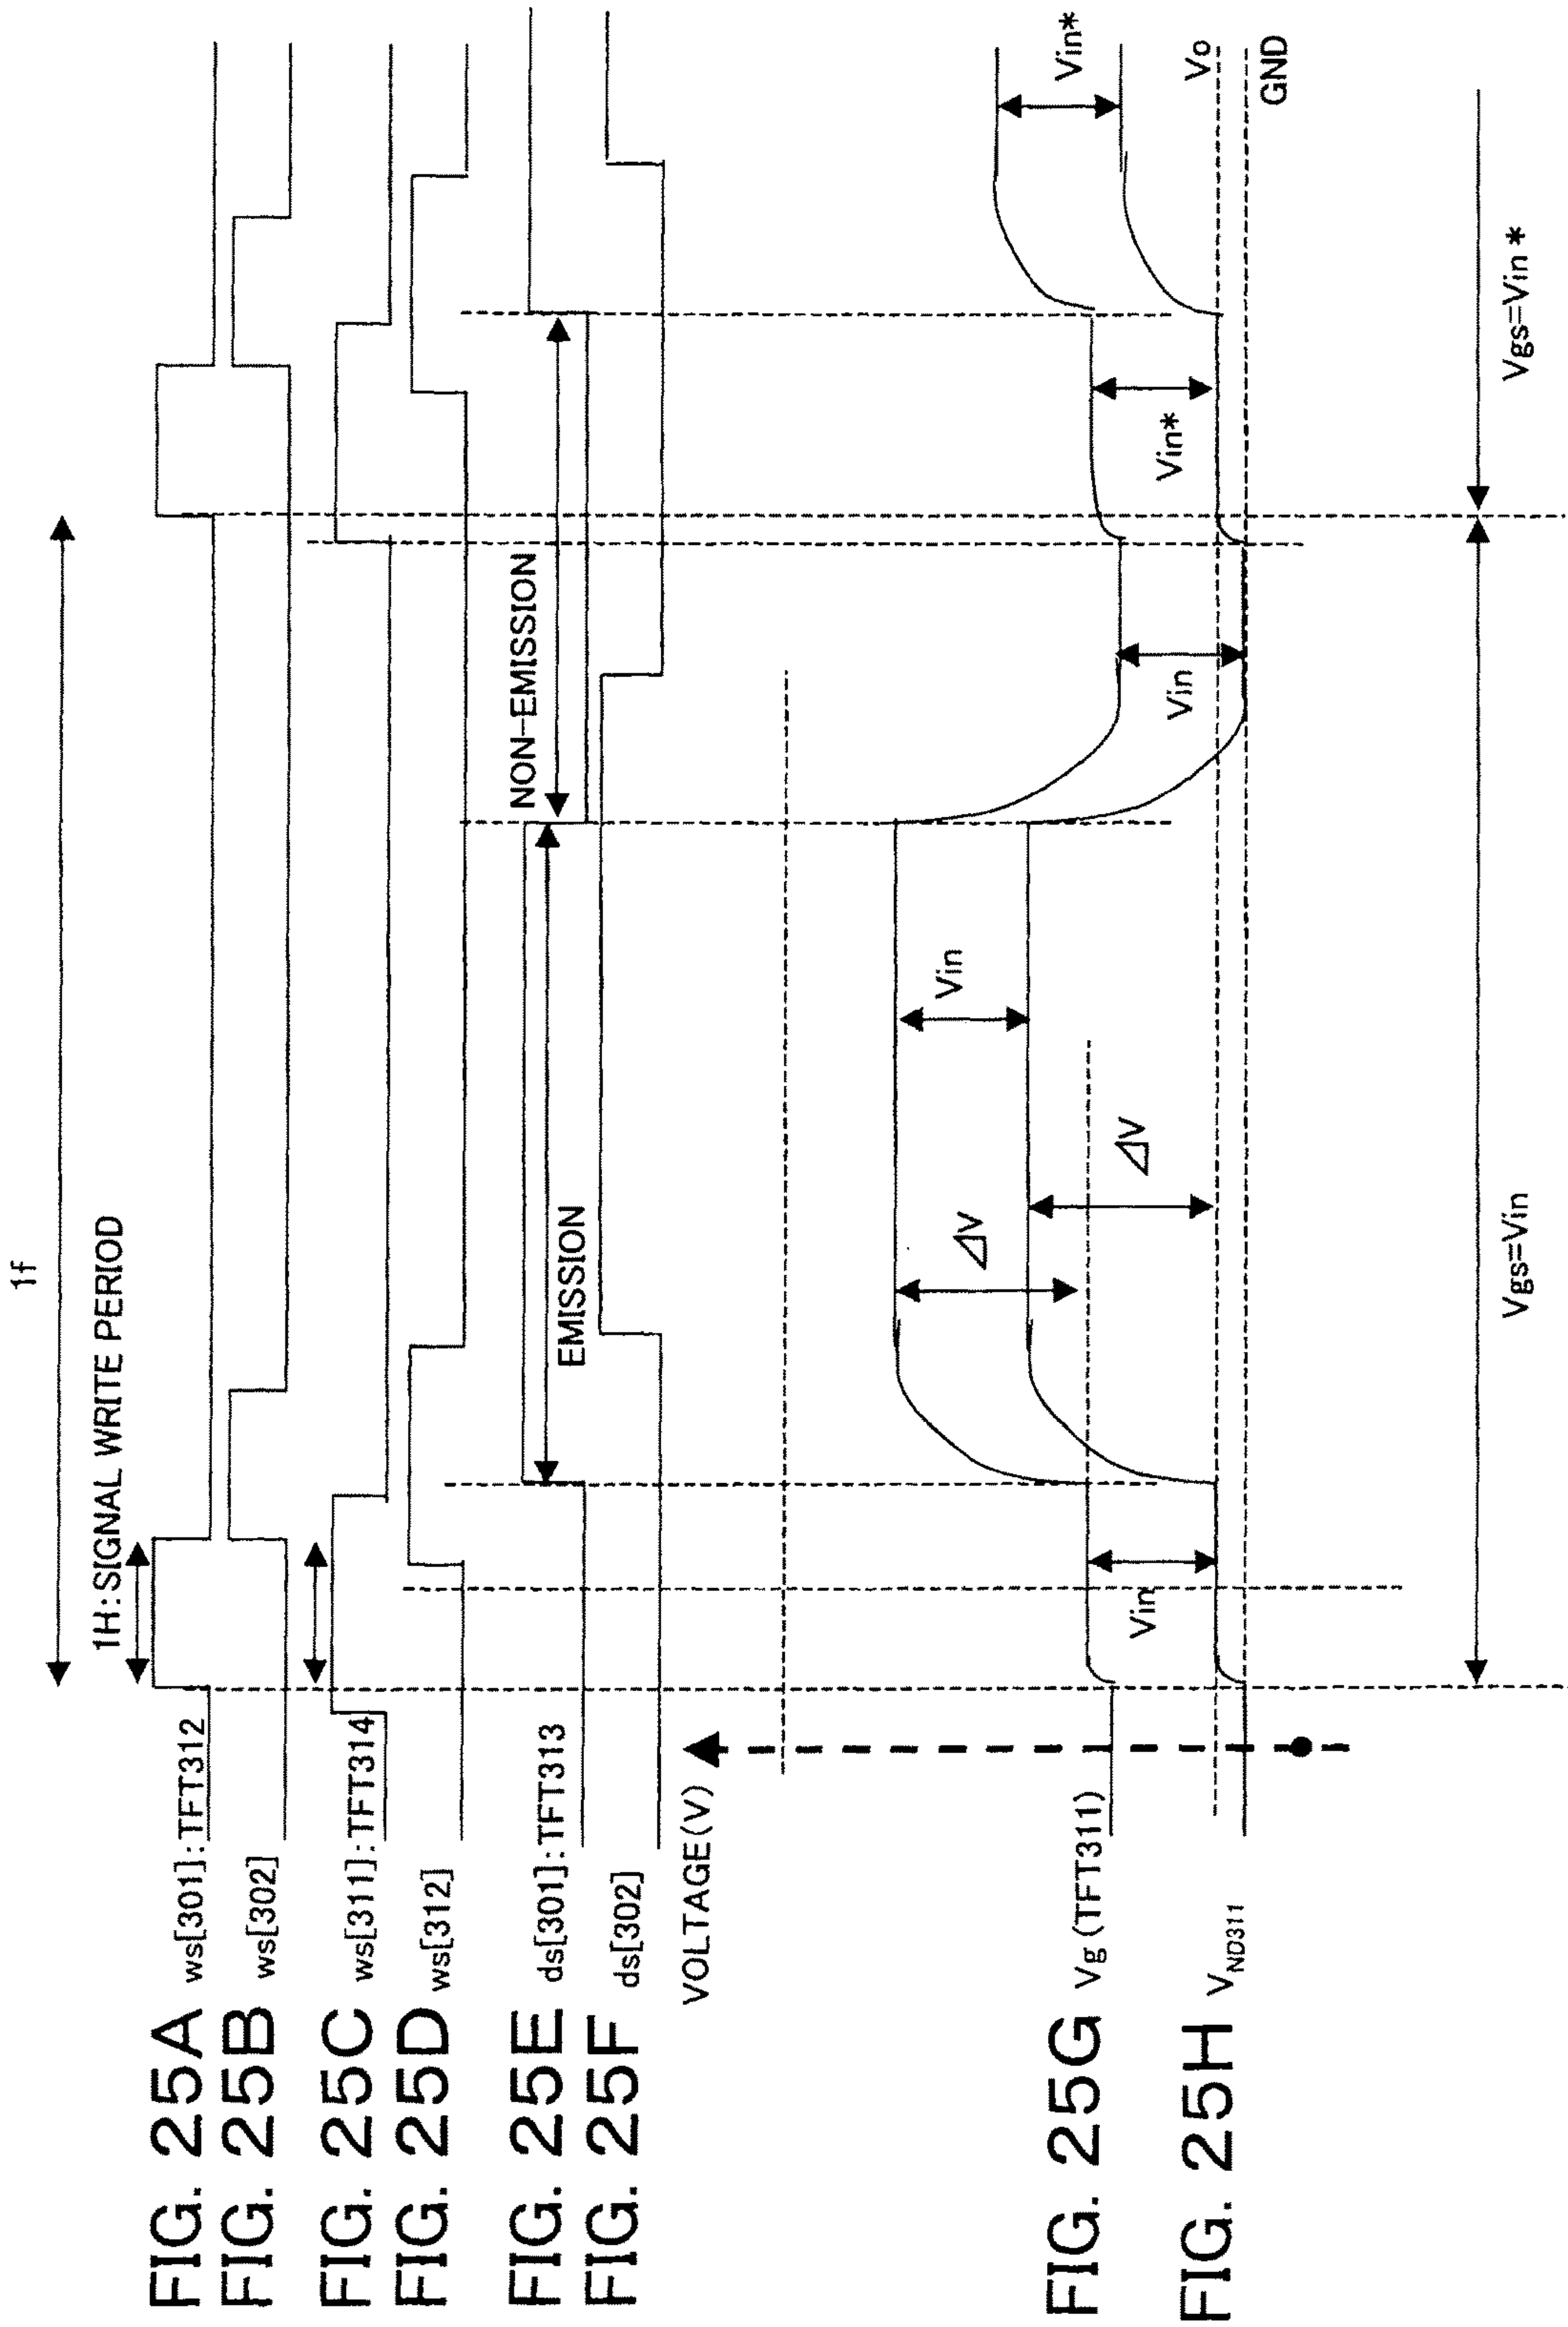 1f
1H:SIGNAL WRITE PERIOD
FIG. 25A ws[301]:TFT312
FIG. 25B ws[302]
FIG. 25C ws[311]:TFT314
FIG. 25D ws[312]
FIG. 25E ds[301]:TFT313
EMISSION
NON-EMISSION
FIG. 25F ds[302]
VOLTAGE(V)
FIG. 25G Vg (TFT311)
FIG. 25H VND311
Vin
ΔV
ΔV
Vin
Vin
Vin*
Vin*
Vo
GND
Vgs=Vin
Vgs=Vin*